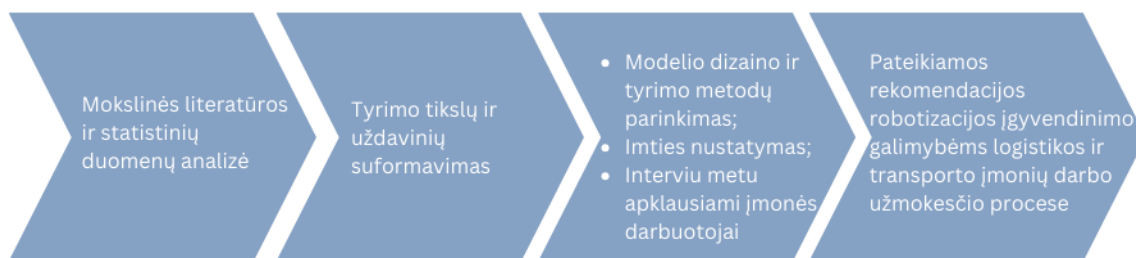 Mokslinės literatūros
ir statistinių
duomenų analizė
Tyrimo tikslų ir
uždavinių
suformavimas
• Modelio dizaino ir
tyrimo metodų
parinkimas;
• Imties nustatymas;
• Interviu metu
apklausiami įmonės
darbuotojai
Pateikiamos
rekomendacijos
robotizacijos įgyvendinimo
galimybėms logistikos ir
transporto įmonių darbo
užmokesčio procese